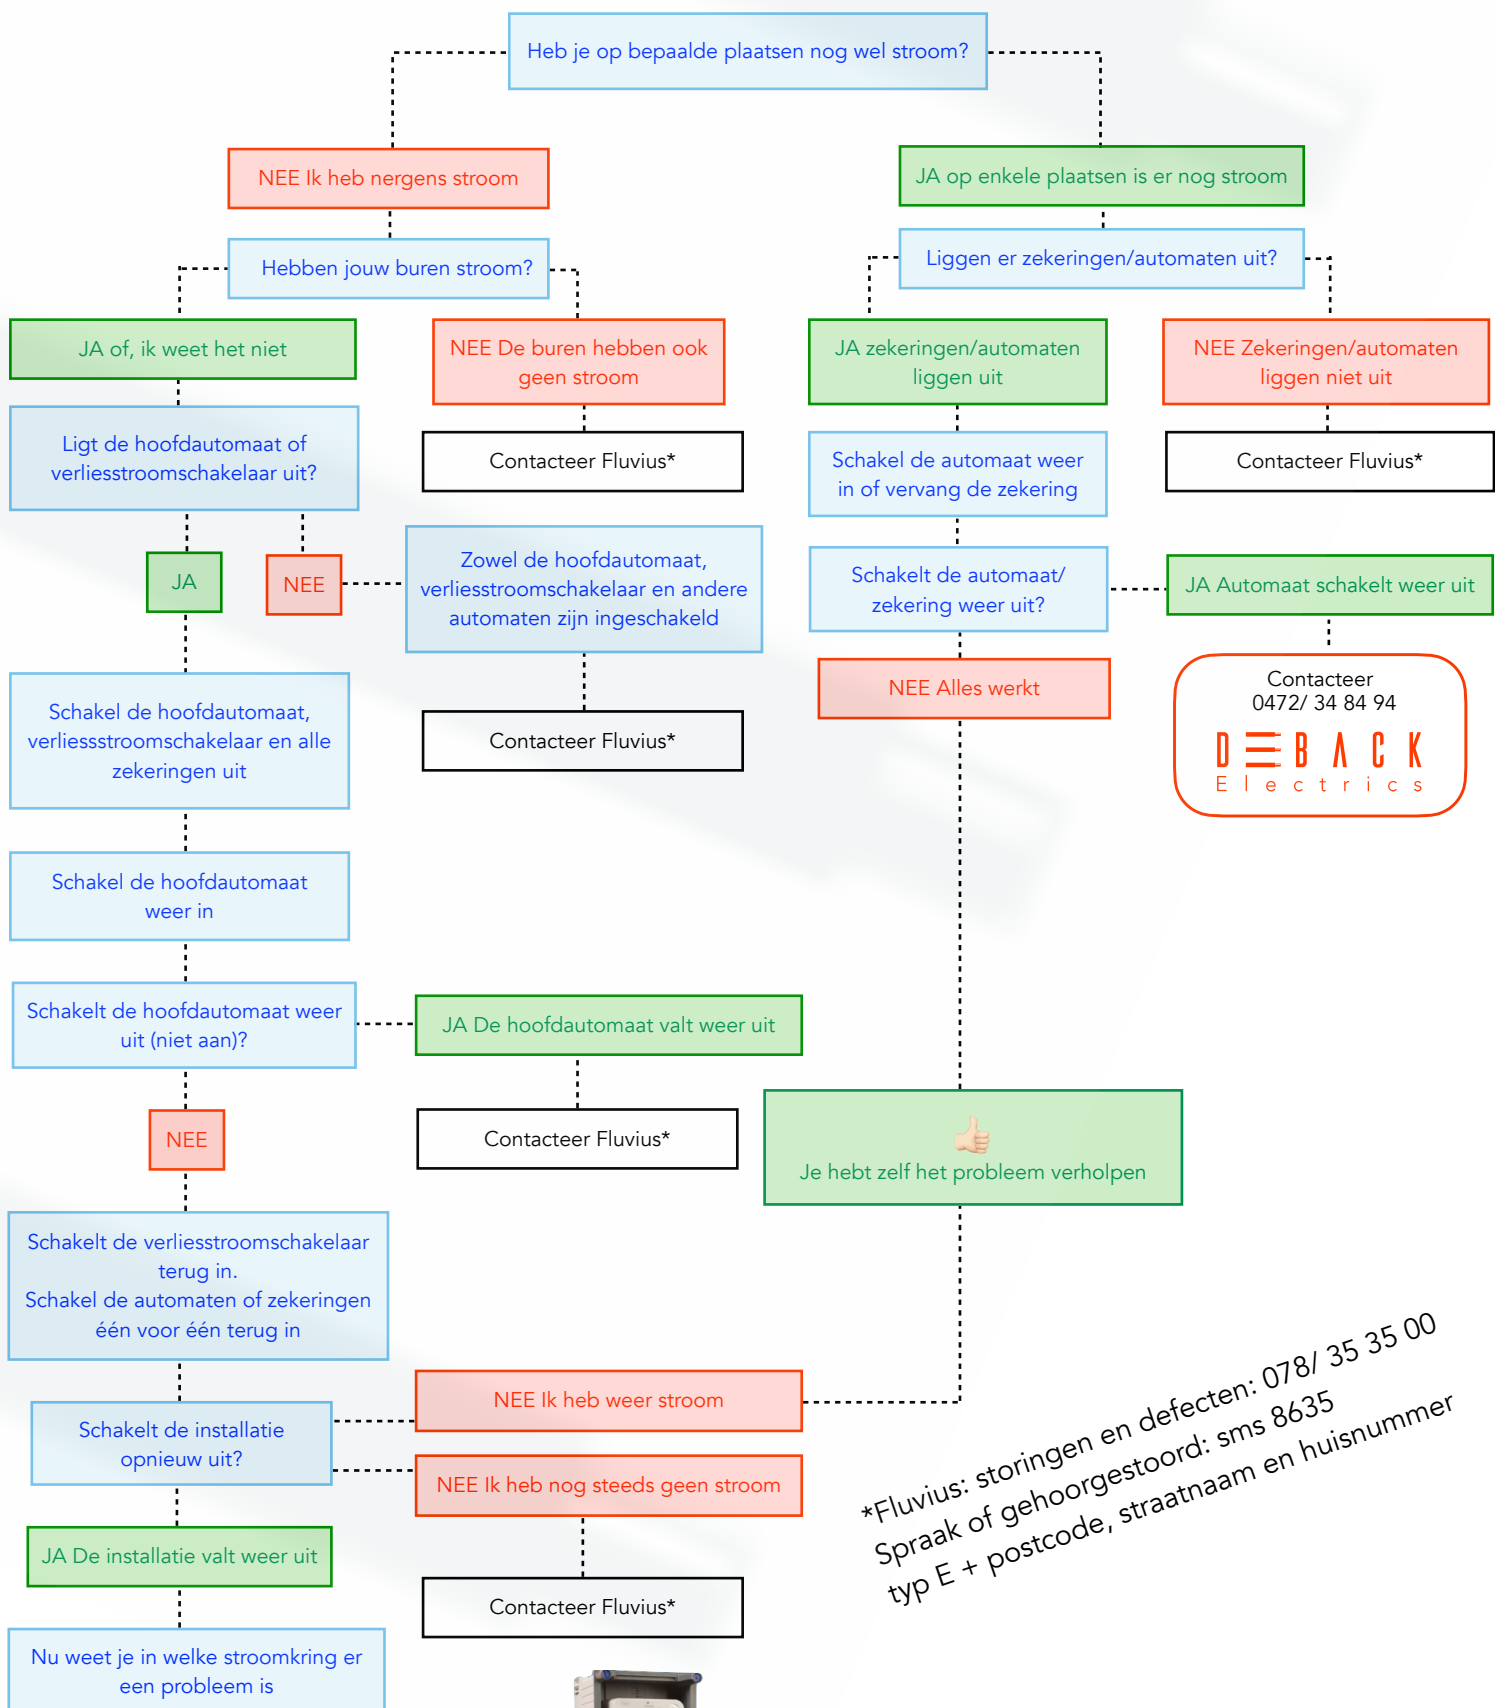 Heb je op bepaalde plaatsen nog wel stroom?
NEE Ik heb nergens stroom
JA op enkele plaatsen is er nog stroom
Hebben jouw buren stroom?
Liggen er zekeringen/automaten uit?
JA of, ik weet het niet
NEE De buren hebben ook
geen stroom
JA zekeringen/automaten
liggen uit
NEE Zekeringen/automaten
liggen niet uit
Ligt de hoofdautomaat of
verliesstroomschakelaar uit?
Contacteer Fluvius*
Schakel de automaat weer
in of vervang de zekering
Contacteer Fluvius*
JA
NEE
Zowel de hoofdautomaat,
verliesstroomschakelaar en andere
automaten zijn ingeschakeld
Schakelt de automaat/
zekering weer uit?
JA Automaat schakelt weer uit
Schakel de hoofdautomaat,
verliessstroomschakelaar en alle
zekeringen uit
Contacteer Fluvius*
NEE Alles werkt
Contacteer
0472/ 34 84 94
DEBACK
Electrics
Schakel de hoofdautomaat
weer in
Schakelt de hoofdautomaat weer
uit (niet aan)?
JA De hoofdautomaat valt weer uit
NEE
Contacteer Fluvius*
Je hebt zelf het probleem verholpen
Schakelt de verliesstroomschakelaar
terug in.
Schakel de automaten of zekeringen
één voor één terug in
NEE Ik heb weer stroom
Schakelt de installatie
opnieuw uit?
NEE Ik heb nog steeds geen stroom
*Fluvius: storingen en defecten: 078/ 35 35 00
Spraak of gehoorgestoord: sms 8635
typ E + postcode, straatnaam en huisnummer
JA De installatie valt weer uit
Contacteer Fluvius*
Nu weet je in welke stroomkring er
een probleem is